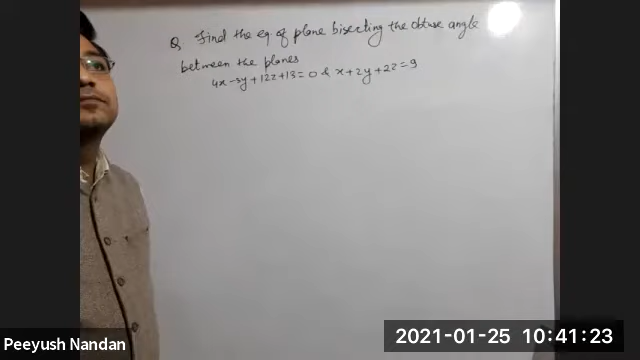 Q Find the eq of plane bisecting the obtuse angle
between the planes
4x-3y+12z+13=0 & x+2y+2z=9
Peeyush Nandan
2021-01-25 10:41:23